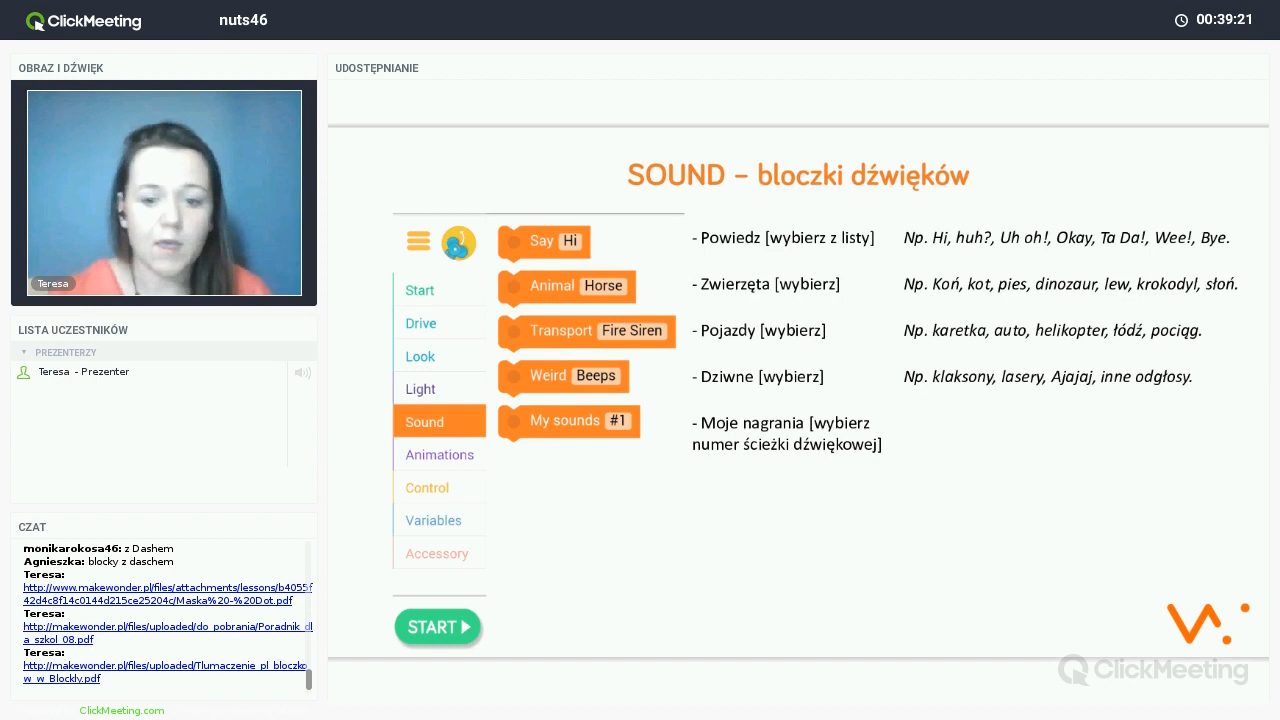 ClickMeeting
nuts46
00:39:21
OBRAZ I DŹWIĘK
Teresa
LISTA UCZESTNIKÓW
PREZENTERZY
Teresa - Prezenter
CZAT
monikarokosa46: z Dashem
Agnieszka: blocky z daschem
Teresa:
http://www.makewonder.pl/files/attachments/lessons/b4055f
42d4c8f14c0144d215ce25204c/Maska%20-%20Dot.pdf
Teresa:
http://makewonder.pl/files/uploaded/do_pobrania/Poradnik_dl
a_szkol_08.pdf
Teresa:
http://makewonder.pl/files/uploaded/Tlumaczenie_pl_bloczko
w_w_Blockly.pdf
ClickMeeting.com
UDOSTĘPNIANIE
SOUND – bloczki dźwięków
Start
Drive
Look
Light
Sound
Animations
Control
Variables
Accessory
START
Say Hi
Animal Horse
Transport Fire Siren
Weird Beeps
My sounds #1
- Powiedz [wybierz z listy]
- Zwierzęta [wybierz]
- Pojazdy [wybierz]
- Dziwne [wybierz]
- Moje nagrania [wybierz
numer ścieżki dźwiękowej]
Np. Hi, huh?, Uh oh!, Okay, Ta Da!, Wee!, Bye.
Np. Koń, kot, pies, dinozaur, lew, krokodyl, słoń.
Np. karetka, auto, helikopter, łódź, pociąg.
Np. klaksony, lasery, Ajajaj, inne odgłosy.
ClickMeeting